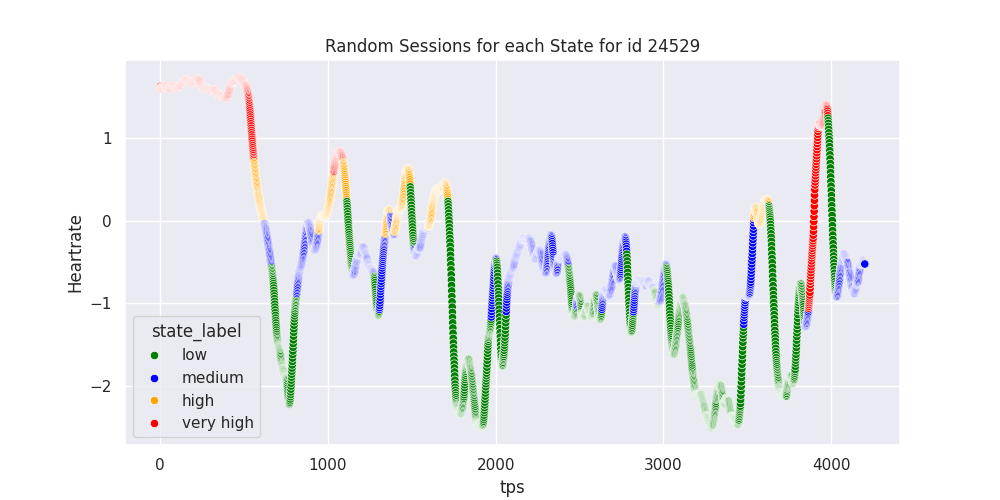 Random Sessions for each State for id 24529
Heartrate
1
0
−1
−2
state_label
low
medium
high
very high
0 1000 2000 3000 4000
tps